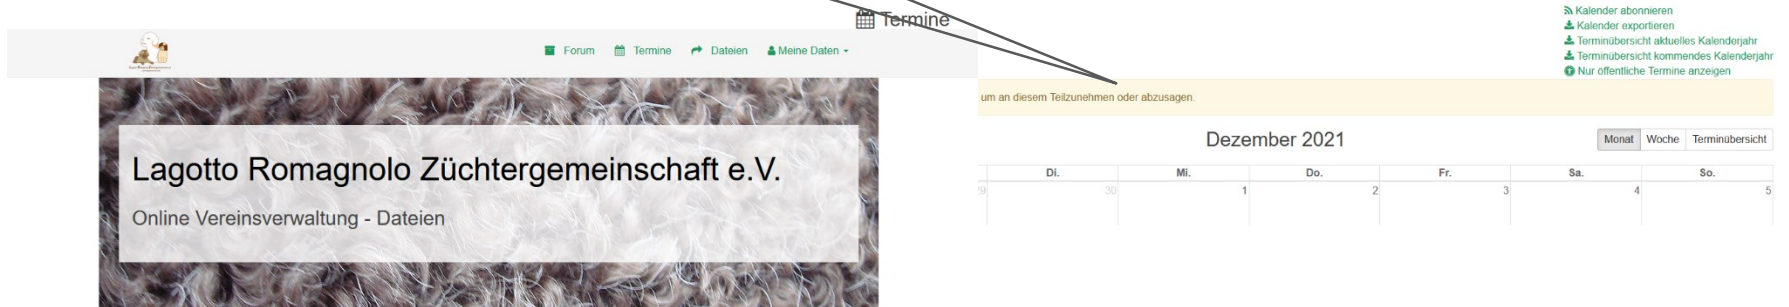 Termine
Forum Termine Dateien Meine Daten
Lagotto Romagnolo Züchtergemeinschaft e.V.
Online Vereinsverwaltung - Dateien
Kalender abonnieren
Kalender exportieren
Terminübersicht aktuelles Kalenderjahr
Terminübersicht kommendes Kalenderjahr
Nur öffentliche Termine anzeigen
um an diesem Teilzunehmen oder abzusagen.
Dezember 2021
Monat Woche Terminübersicht
Di. Mi. Do. Fr. Sa. So.
29 30 1 2 3 4 5